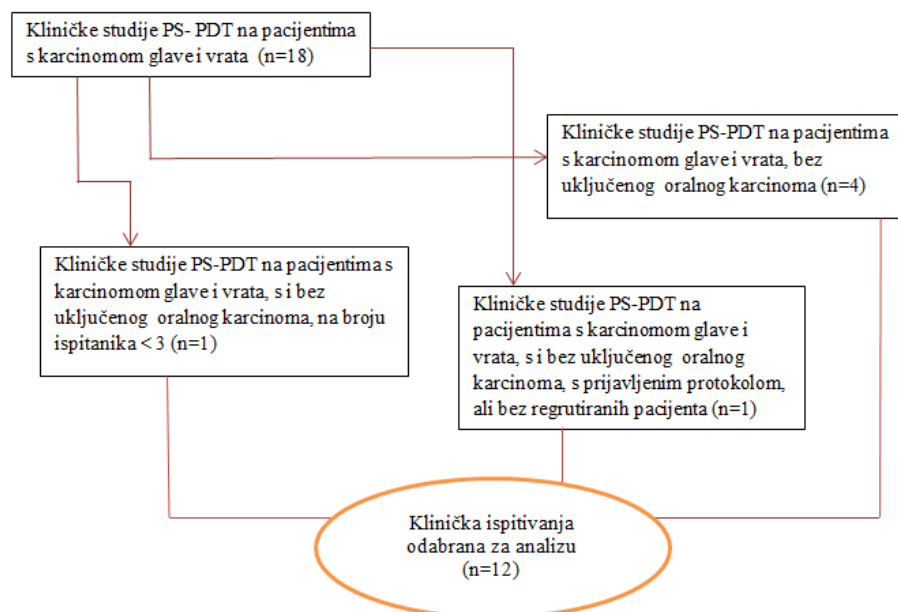 Kliničke studije PS- PDT na pacijentima
s karcinomom glave i vrata (n=18)
Kliničke studije PS-PDT na pacijentima
s karcinomom glave i vrata, bez
uključenog oralnog karcinoma (n=4)
Kliničke studije PS-PDT na pacijentima s
karcinomom glave i vrata, s i bez
uključenog oralnog karcinoma, na broju
ispitanika < 3 (n=1)
Kliničke studije PS-PDT na
pacijentima s karcinomom glave i
vrata, s i bez uključenog oralnog
karcinoma, s prijavljenim protokolom,
ali bez regrutiranih pacijenta (n=1)
Klinička ispitivanja
odabrana za analizu
(n=12)